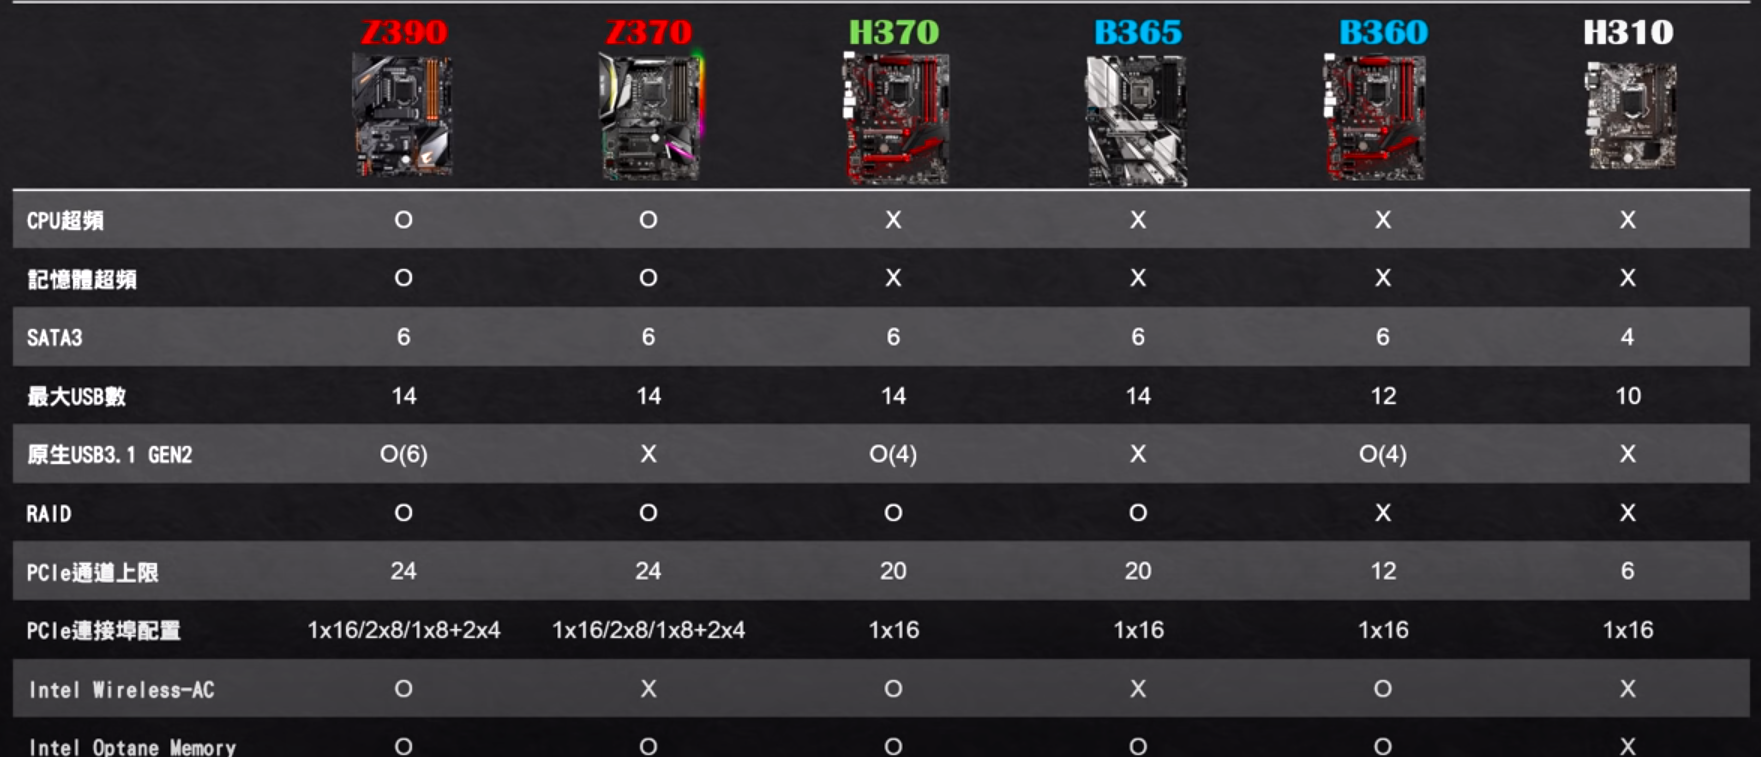 Z390 Z370 H370 B365 B360 H310
CPU超頻 O O X X X X
記憶體超頻 O O X X X X
SATA3 6 6 6 6 6 4
最大USB數 14 14 14 14 12 10
原生USB3.1 GEN2 O(6) X O(4) X O(4) X
RAID O O O O X X
PCIe通道上限 24 24 20 20 12 6
PCIe連接埠配置 1x16/2x8/1x8+2x4 1x16/2x8/1x8+2x4 1x16 1x16 1x16 1x16
Intel Wireless-AC O X O X O X
Intel Optane Memory O O O O O X